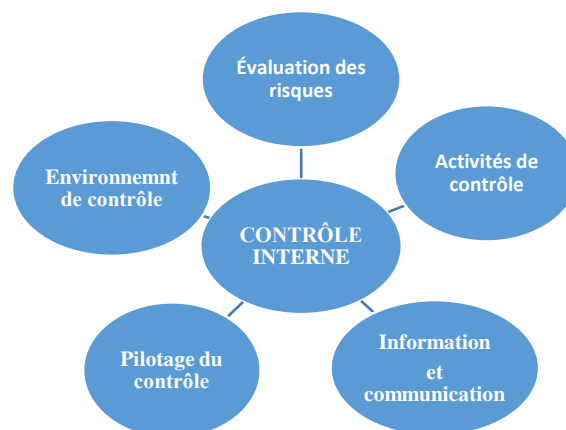 Évaluation des
risques
Environnemnt
de contrôle
Activités de
contrôle
CONTRÔLE
INTERNE
Pilotage du
contrôle
Information
et
communication